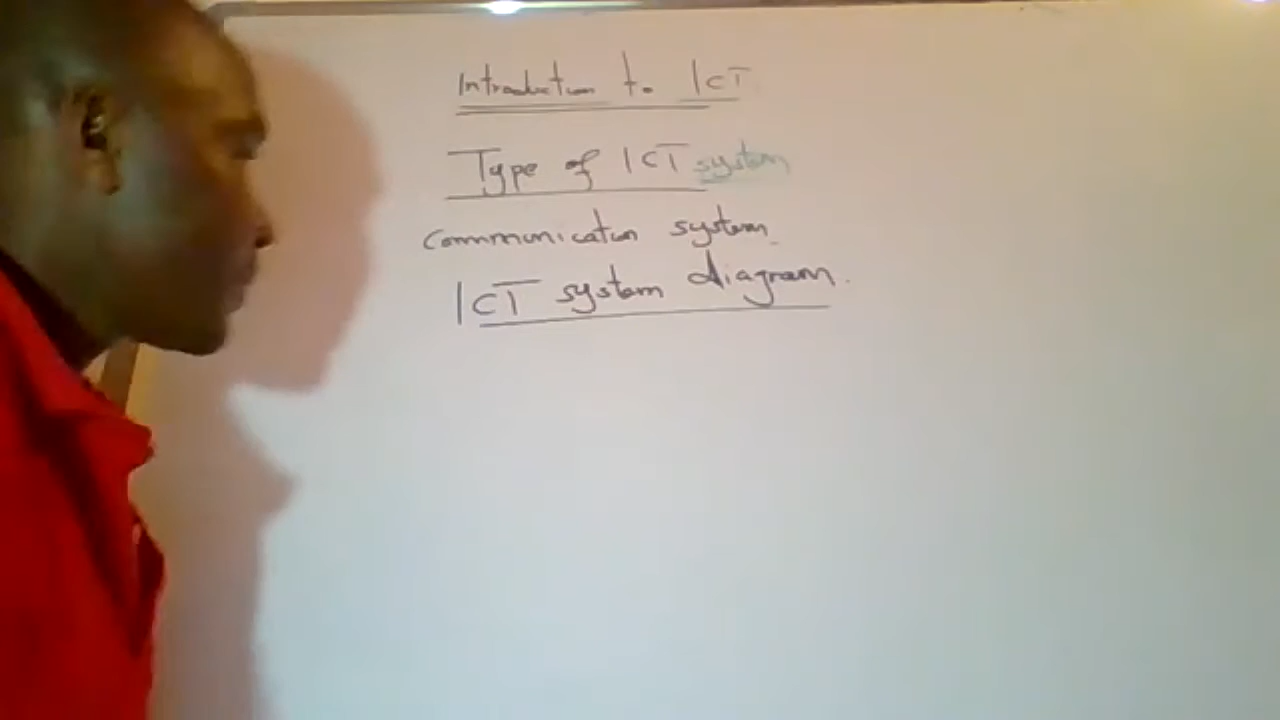 Introduction to ICT
Type of ICT system
Communication system
ICT system diagram.